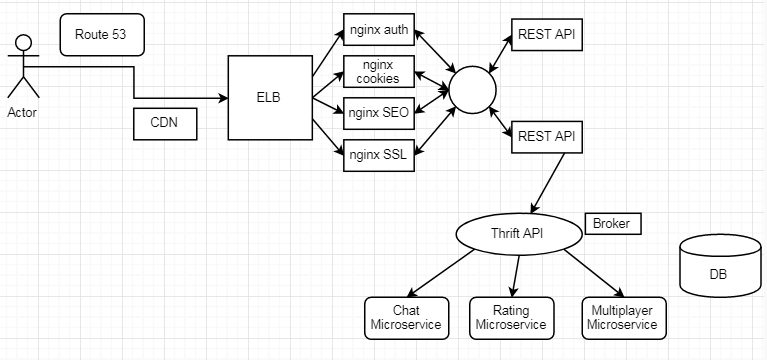 Route 53
Actor
CDN
ELB
nginx auth
nginx
cookies
nginx SEO
nginx SSL
REST API
REST API
Thrift API
Broker
DB
Chat
Microservice
Rating
Microservice
Multiplayer
Microservice